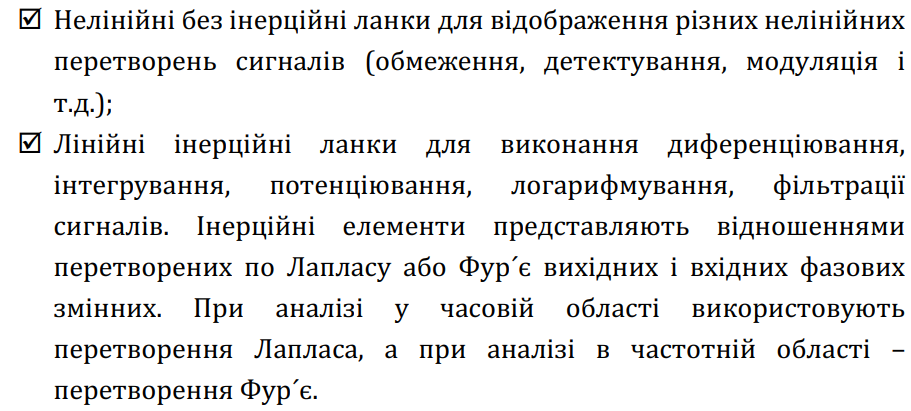 ☑ Нелінійні без інерційні ланки для відображення різних нелінійних
перетворень сигналів (обмеження, детектування, модуляція і
т.д.);
☑ Лінійні інерційні ланки для виконання диференціювання,
інтегрування, потенціювання, логарифмування, фільтрації
сигналів. Інерційні елементи представляють відношеннями
перетворених по Лапласу або Фур´є вихідних і вхідних фазових
змінних. При аналізі у часовій області використовують
перетворення Лапласа, а при аналізі в частотній області –
перетворення Фур´є.